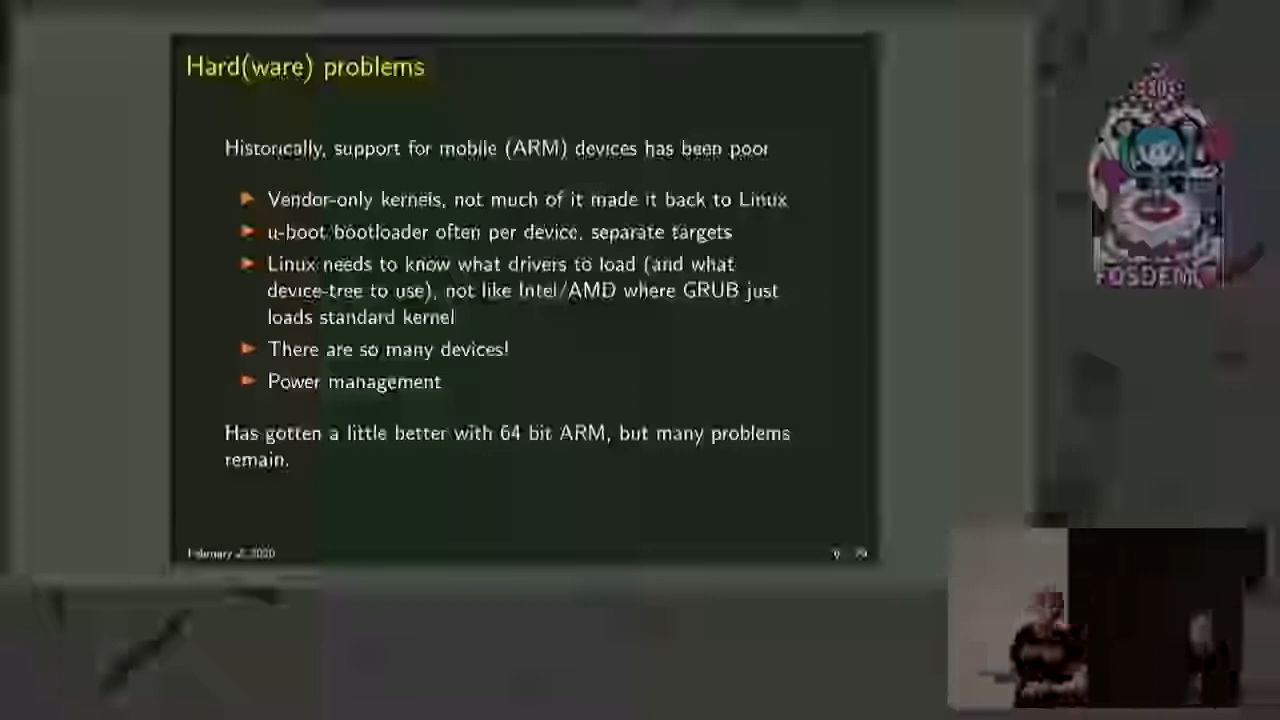 Hard(ware) problems
Historically, support for mobile (ARM) devices has been poor
Vendor-only kernels, not much of it made it back to Linux
u-boot bootloader often per device, separate targets
Linux needs to know what drivers to load (and what
device-tree to use), not like Intel/AMD where GRUB just
loads standard kernel
There are so many devices!
Power management
Has gotten a little better with 64 bit ARM, but many problems
remain.
February 2, 2020
FOSDEM